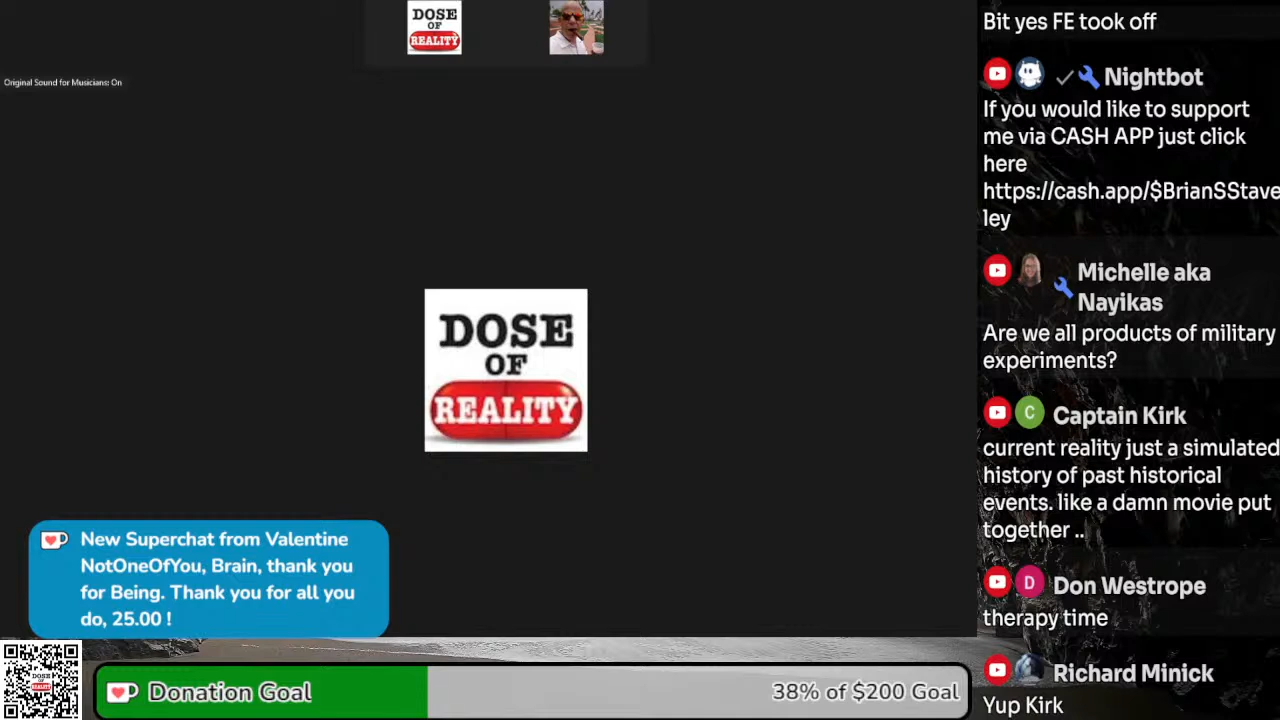 DOSE
OF
REALITY
Original Sound for Musicians: On
DOSE
OF
REALITY
New Superchat from Valentine
NotOneOfYou, Brain, thank you
for Being. Thank you for all you
do, 25.00 !
DOSE
OF
REALITY
Donation Goal
38% of $200 Goal
Bit yes FE took off
Nightbot
If you would like to support
me via CASH APP just click
here
https://cash.app/$BrianSStave
ley
Michelle aka
Nayikas
Are we all products of military
experiments?
C
Captain Kirk
current reality just a simulated
history of past historical
events. like a damn movie put
together ..
D
Don Westrope
therapy time
Richard Minick
Yup Kirk